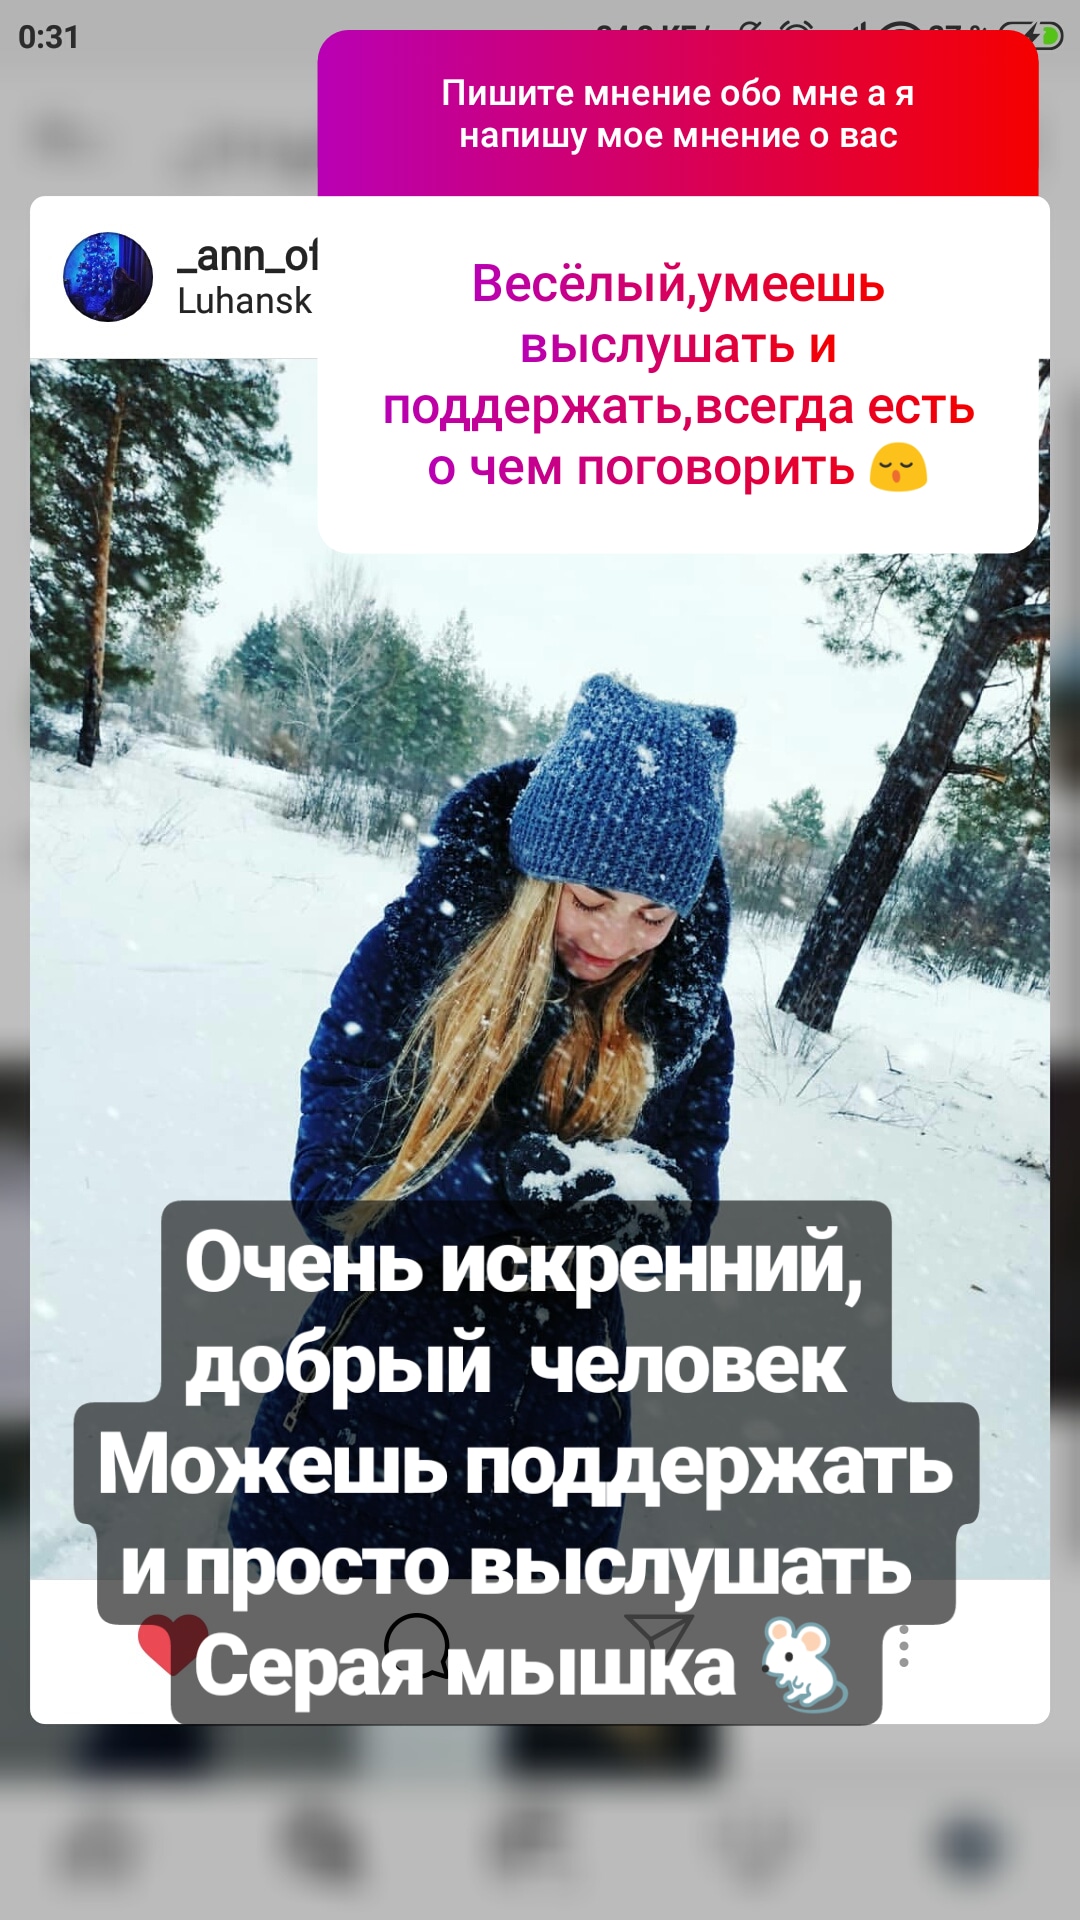 0:31
Пишите мнение обо мне а я
напишу мое мнение о вас
_ann_of
Luhansk
Весёлый,умеешь
выслушать и
поддержать,всегда есть
о чем поговорить 😌
Очень искренний,
добрый человек
Можешь поддержать
и просто выслушать
Серая мышка 🐁